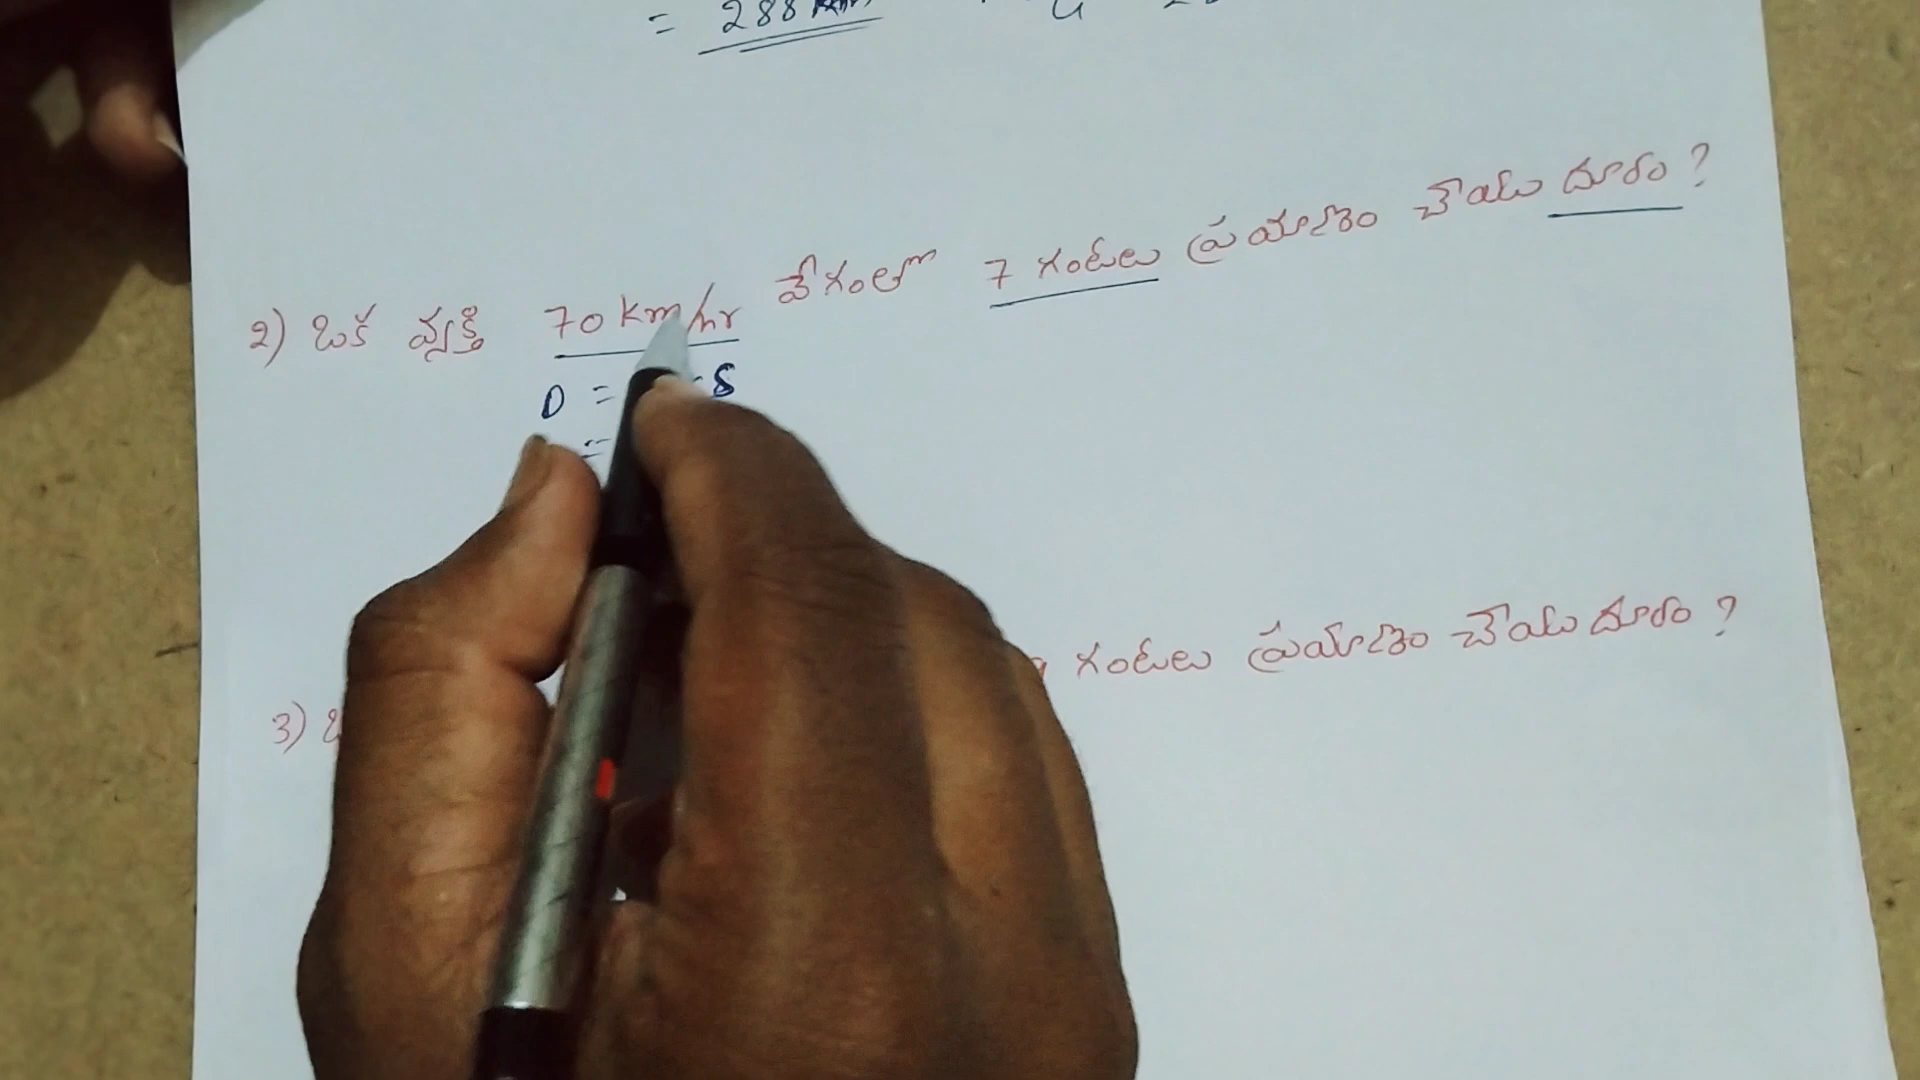 = 288
2) ఒక వ్యక్తి 70 km/hr వేగంలో 7 గంటలు ప్రయాణం చేయు దూరం ?
D = S
=
3) గంటలు ప్రయాణం చేయు దూరం ?